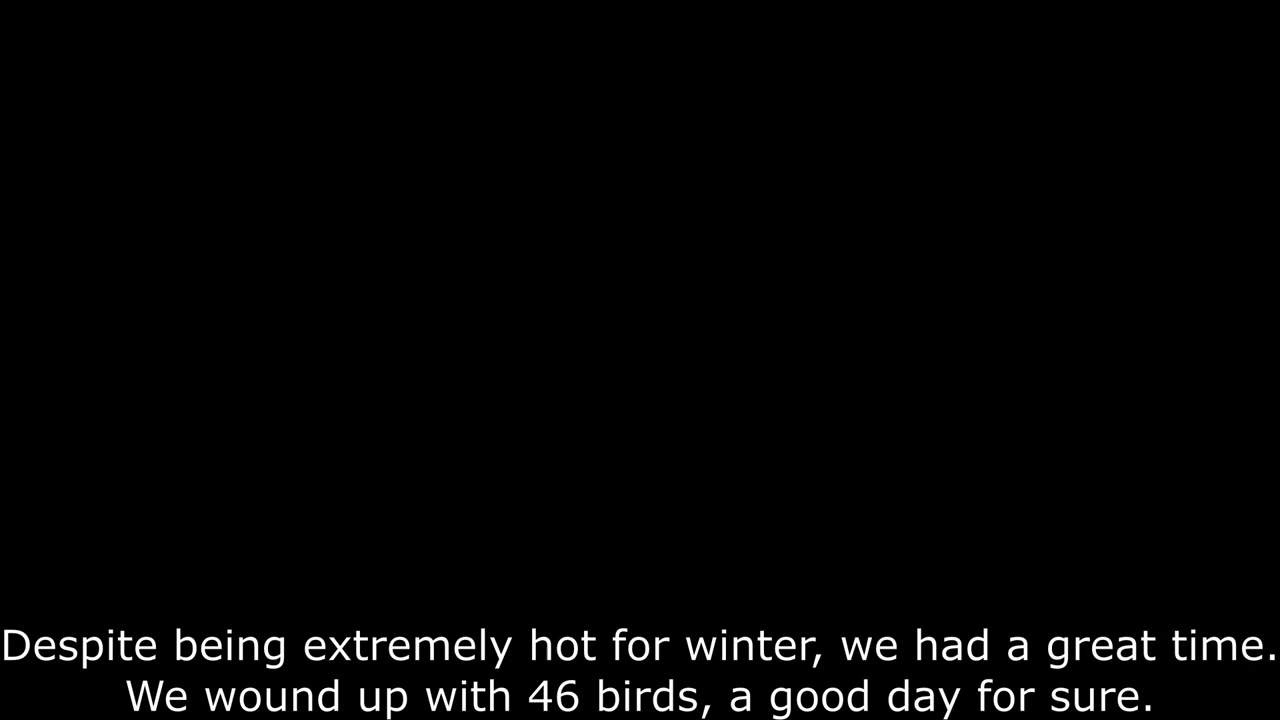 Despite being extremely hot for winter, we had a great time.
We wound up with 46 birds, a good day for sure.